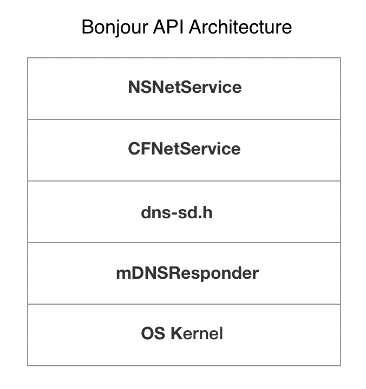 Bonjour API Architecture
NSNetService
CFNetService
dns-sd.h
mDNSResponder
OS Kernel